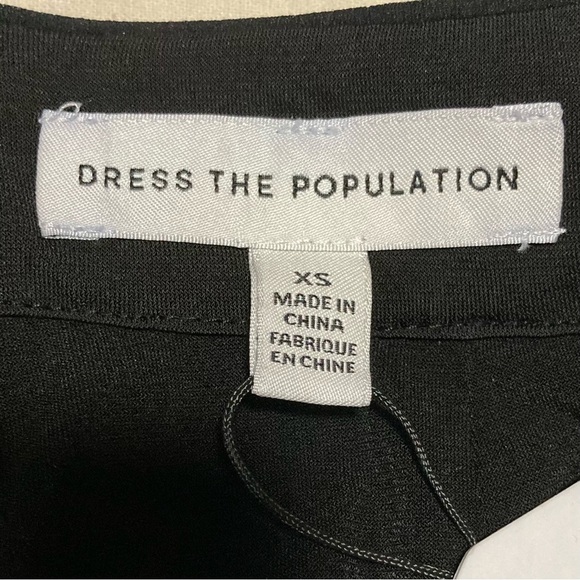 DRESS THE POPULATION
XS
MADE IN
CHINA
FABRIQUE
EN CHINE